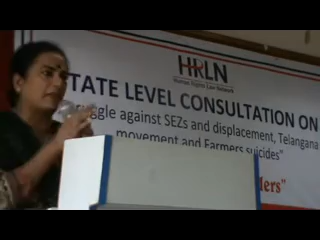 HRLN
Human Rights Law Network
TATE LEVEL CONSULTATION ON
uggle against SEZs and displacement, Telangana
movement and Farmers suicides"
ders"